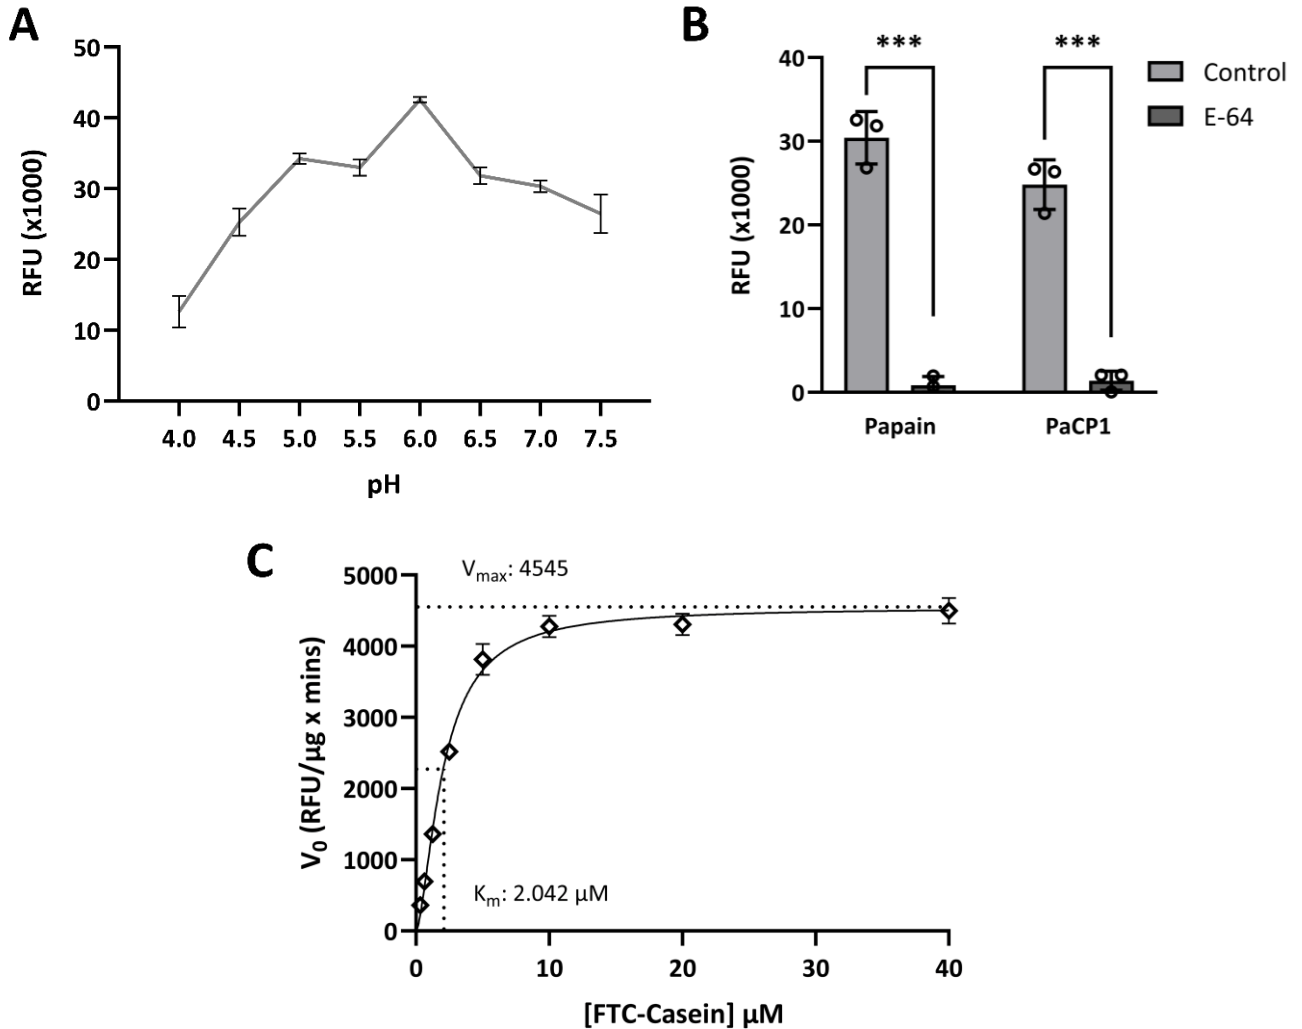 A
50
40
30
20
10
0
RFU (x1000)
4.0 4.5 5.0 5.5 6.0 6.5 7.0 7.5
pH
B
*** ***
40
30
20
10
0
RFU (x1000)
Papain PaCP1
Control
E-64
C
Vmax: 4545
5000
4000
3000
2000
1000
0
V0 (RFU/µg x mins)
Km: 2.042 µM
0 10 20 30 40
[FTC-Casein] µM